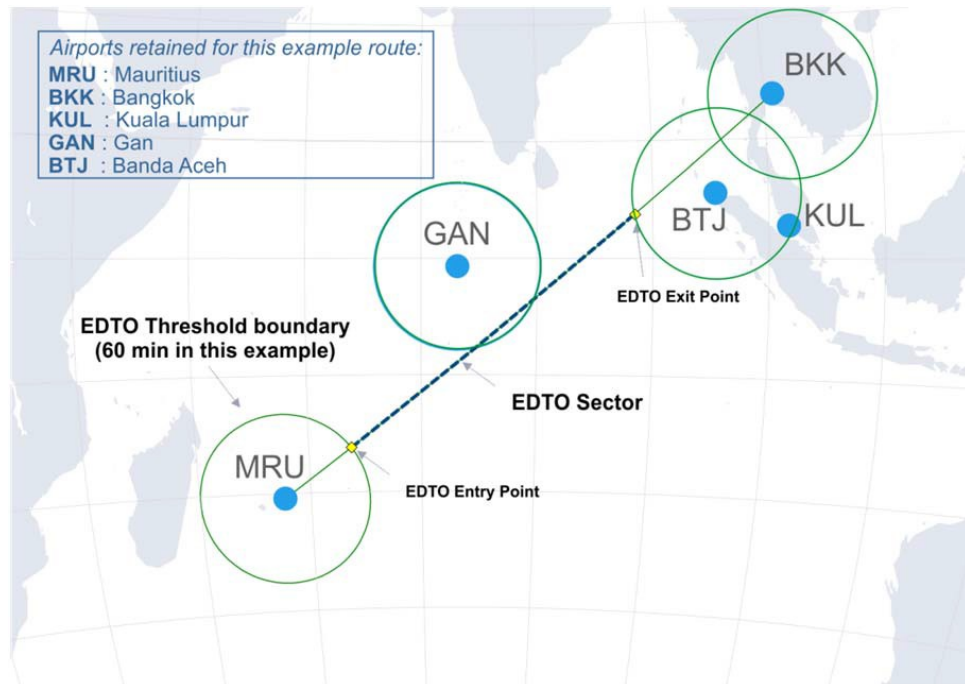 Airports retained for this example route:
MRU : Mauritius
BKK : Bangkok
KUL : Kuala Lumpur
GAN : Gan
BTJ : Banda Aceh
BKK
GAN
BTJ
KUL
EDTO Exit Point
EDTO Threshold boundary
(60 min in this example)
EDTO Sector
MRU
EDTO Entry Point